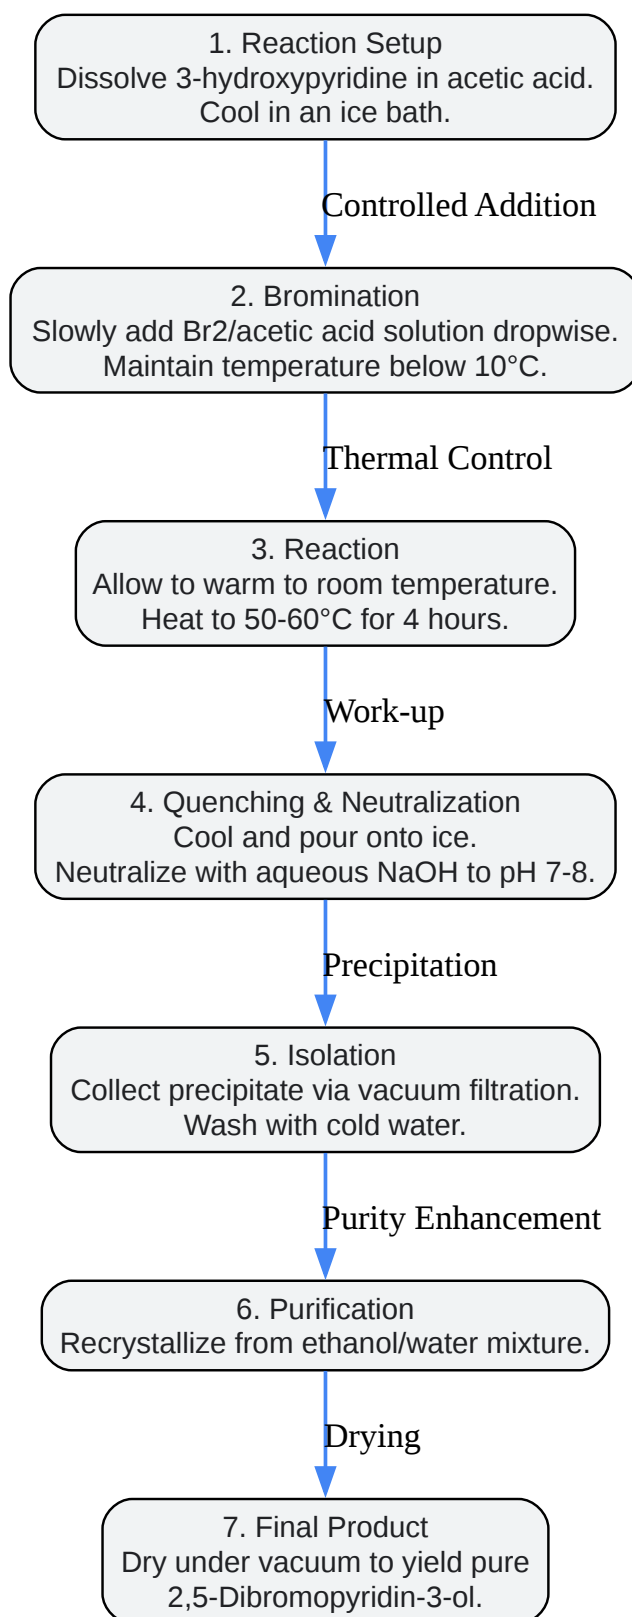 1. Reaction Setup
Dissolve 3-hydroxypyridine in acetic acid.
Cool in an ice bath.
Controlled Addition
2. Bromination
Slowly add Br2/acetic acid solution dropwise.
Maintain temperature below 10°C.
Thermal Control
3. Reaction
Allow to warm to room temperature.
Heat to 50-60°C for 4 hours.
Work-up
4. Quenching & Neutralization
Cool and pour onto ice.
Neutralize with aqueous NaOH to pH 7-8.
Precipitation
5. Isolation
Collect precipitate via vacuum filtration.
Wash with cold water.
Purity Enhancement
6. Purification
Recrystallize from ethanol/water mixture.
Drying
7. Final Product
Dry under vacuum to yield pure
2,5-Dibromopyridin-3-ol.